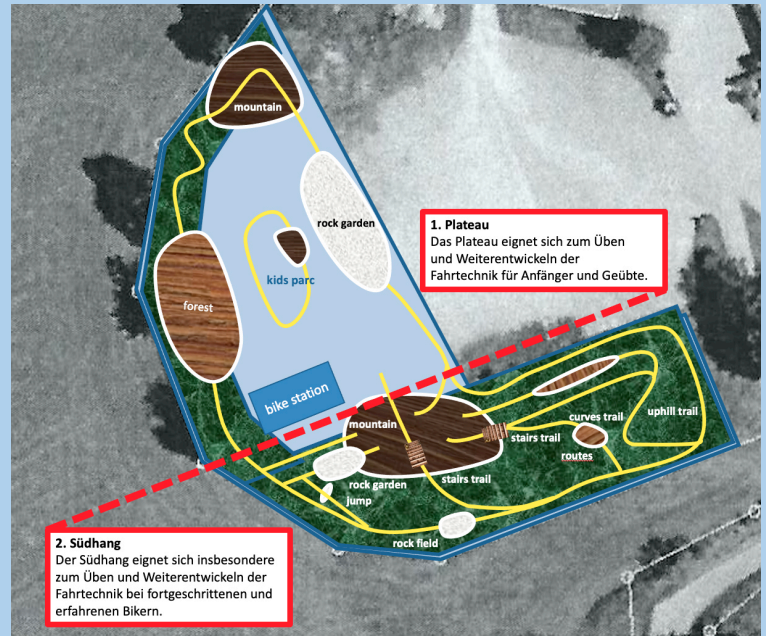 mountain
rock garden
1. Plateau
Das Plateau eignet sich zum Üben
und Weiterentwickeln der
Fahrtechnik für Anfänger und Geübte.
kids parc
forest
bike station
mountain
curves trail
uphill trail
stairs trail
routes
rock garden
stairs trail
jump
rock field
2. Südhang
Der Südhang eignet sich insbesondere
zum Üben und Weiterentwickeln der
Fahrtechnik bei fortgeschrittenen und
erfahrenen Bikern.